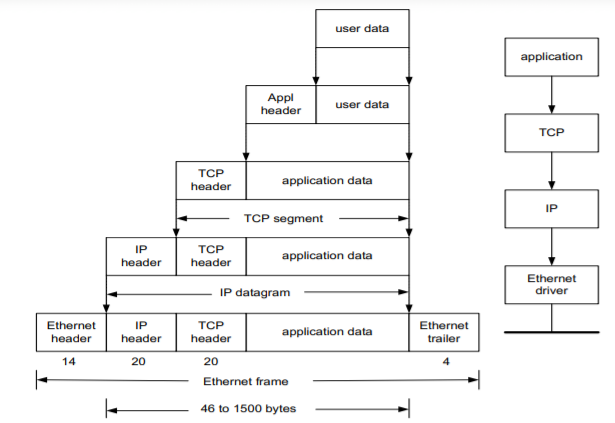 user data
application
Appl
header
user data
TCP
TCP
header
application data
TCP segment
IP
IP
header
TCP
header
application data
IP datagram
Ethernet
driver
Ethernet
header
IP
header
TCP
header
application data
Ethernet
trailer
14
20
20
4
Ethernet frame
46 to 1500 bytes